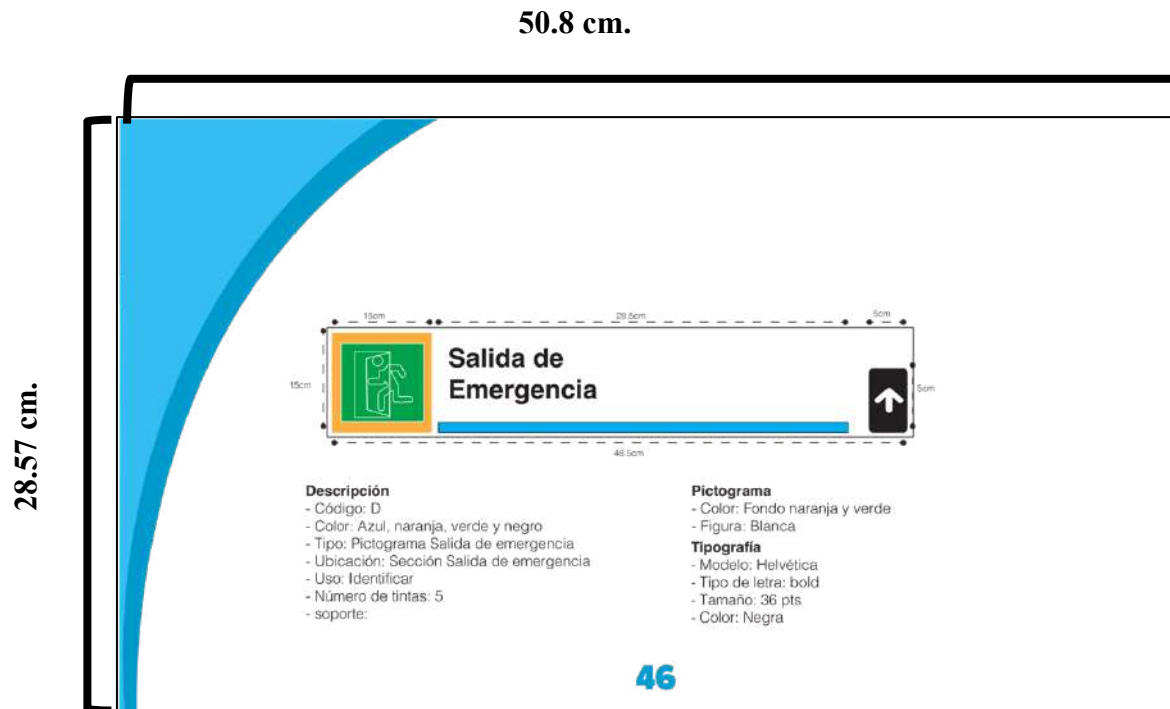 50.8 cm.
28.57 cm.
15cm
28.5cm
5cm
15cm
Salida de
Emergencia
5cm
48.5cm
Descripción
- Código: D
- Color: Azul, naranja, verde y negro
- Tipo: Pictograma Salida de emergencia
- Ubicación: Sección Salida de emergencia
- Uso: Identificar
- Número de tintas: 5
- soporte:
Pictograma
- Color: Fondo naranja y verde
- Figura: Blanca
Tipografía
- Modelo: Helvética
- Tipo de letra: bold
- Tamaño: 36 pts
- Color: Negra
46